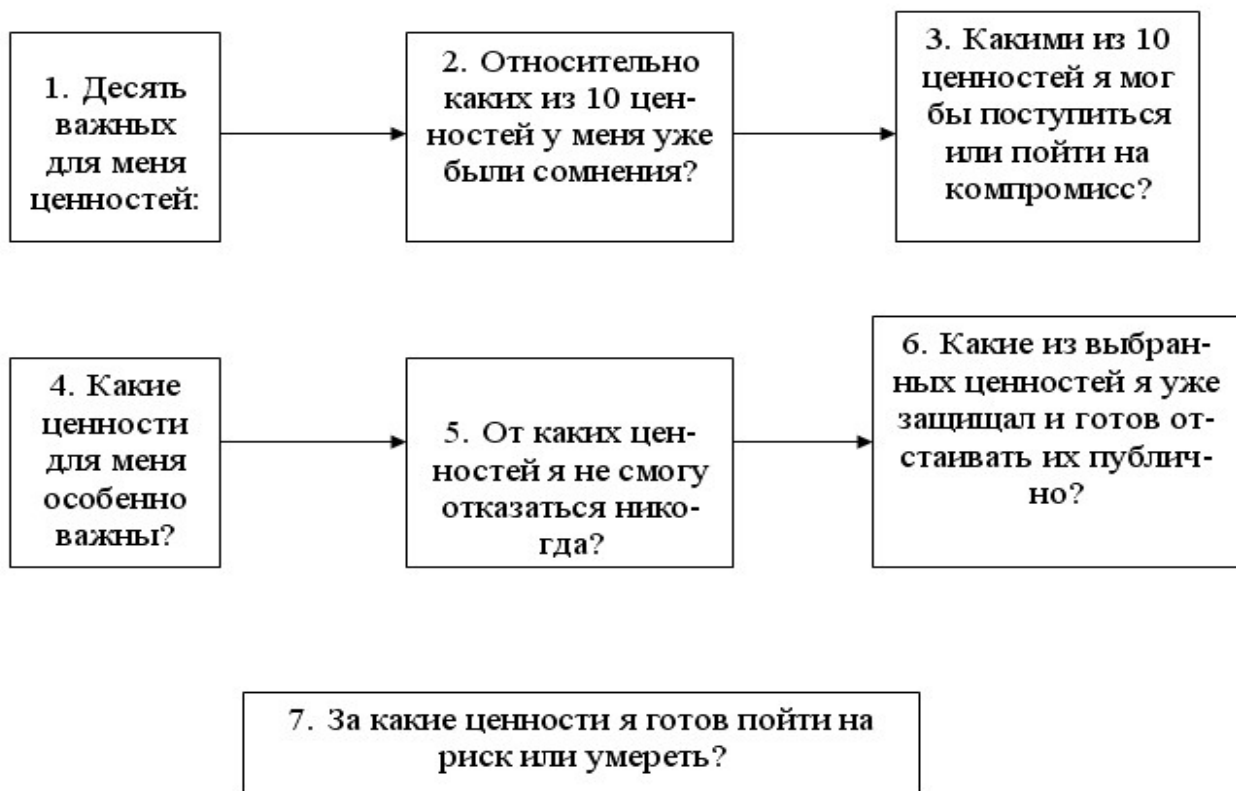 1. Десять
важных
для меня
ценностей:
2. Относительно
каких из 10 цен-
ностей у меня уже
были сомнения?
3. Какими из 10
ценностей я мог
бы поступиться
или пойти на
компромисс?
4. Какие
ценности
для меня
особенно
важны?
5. От каких цен-
ностей я не смогу
отказаться нико-
гда?
6. Какие из выбран-
ных ценностей я уже
защищал и готов от-
стаивать их публич-
но?
7. За какие ценности я готов пойти на
риск или умереть?